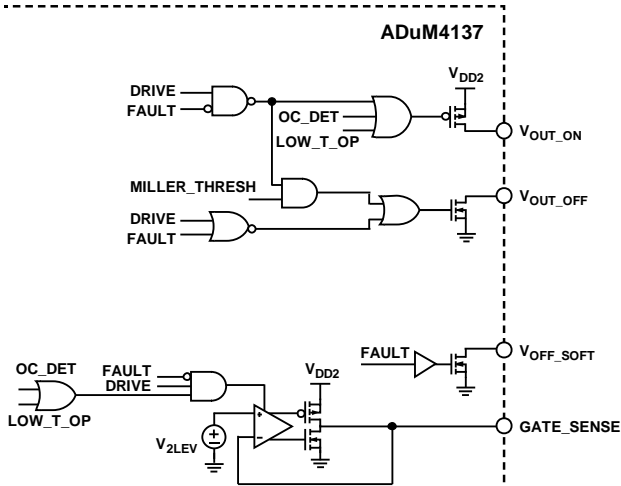 ADuM4137
VDD2
DRIVE
FAULT
OC_DET
LOW_T_OP
VOUT_ON
MILLER_THRESH
VOUT_OFF
DRIVE
FAULT
FAULT
VOFF_SOFT
OC_DET
LOW_T_OP
FAULT
DRIVE
VDD2
V2LEV
+
−
GATE_SENSE